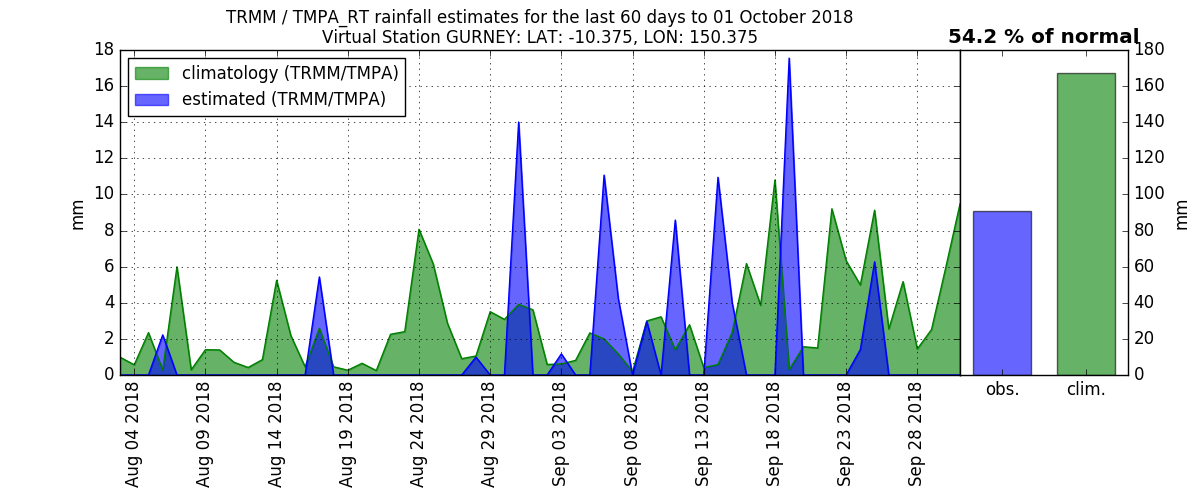 TRMM / TMPA_RT rainfall estimates for the last 60 days to 01 October 2018
Virtual Station GURNEY: LAT: -10.375, LON: 150.375
54.2 % of normal
climatology (TRMM/TMPA)
estimated (TRMM/TMPA)
mm
18
16
14
12
10
8
6
4
2
0
Aug 04 2018
Aug 09 2018
Aug 14 2018
Aug 19 2018
Aug 24 2018
Aug 29 2018
Sep 03 2018
Sep 08 2018
Sep 13 2018
Sep 18 2018
Sep 23 2018
Sep 28 2018
obs.
clim.
180
160
140
120
100
80
60
40
20
0
mm